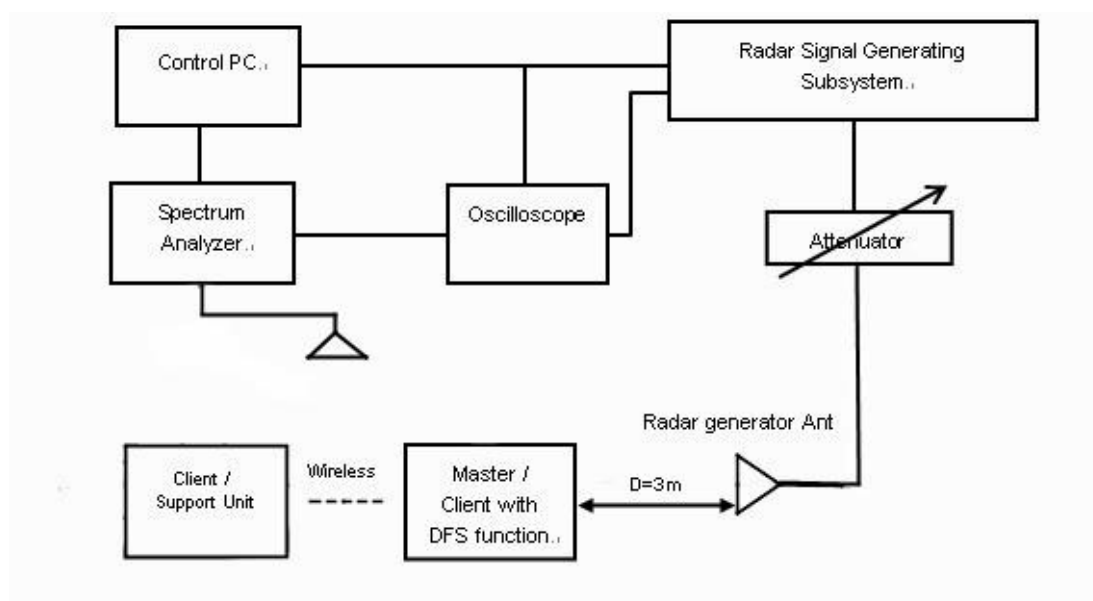 Control PC.
Radar Signal Generating
Subsystem.
Spectrum
Analyzer.
Oscilloscope
Attenuator
Radar generator Ant
Client /
Support Unit
Wireless
Master /
Client with
DFS function.
D=3m